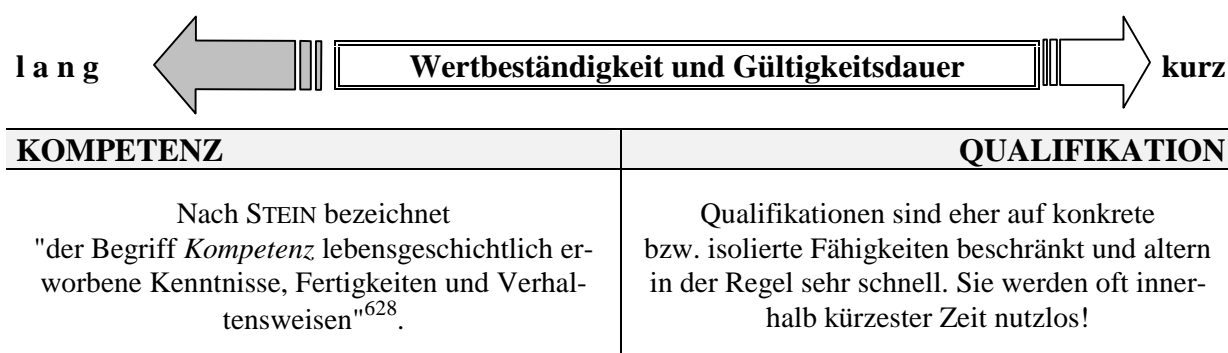 l a n g Wertbeständigkeit und Gültigkeitsdauer kurz
KOMPETENZ QUALIFIKATION
Nach STEIN bezeichnet
"der Begriff Kompetenz lebensgeschichtlich er-
worbene Kenntnisse, Fertigkeiten und Verhal-
tensweisen"628.
Qualifikationen sind eher auf konkrete
bzw. isolierte Fähigkeiten beschränkt und altern
in der Regel sehr schnell. Sie werden oft inner-
halb kürzester Zeit nutzlos!